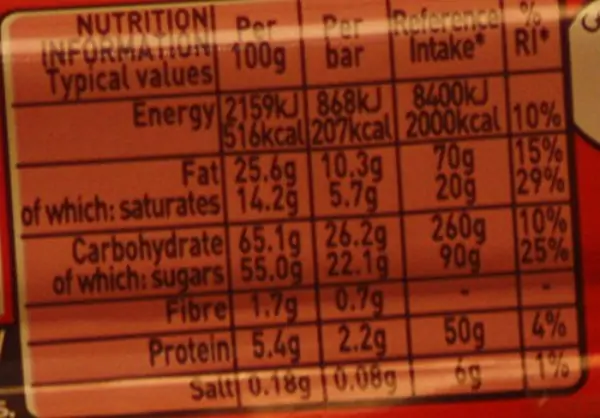 NUTRITION Per Per Reference %
INFORMATION 100g bar Intake* RI*
Typical values
Energy 2159kJ 868kJ 8400kJ
516kcal 207kcal 2000kcal 10%
Fat 25.6g 10.3g 70g 15%
of which: saturates 14.2g 5.7g 20g 29%
Carbohydrate 65.1g 26.2g 260g 10%
of which: sugars 55.0g 22.1g 90g 25%
Fibre 1.7g 0.7g - -
Protein 5.4g 2.2g 50g 4%
Salt 0.18g 0.08g 6g 1%